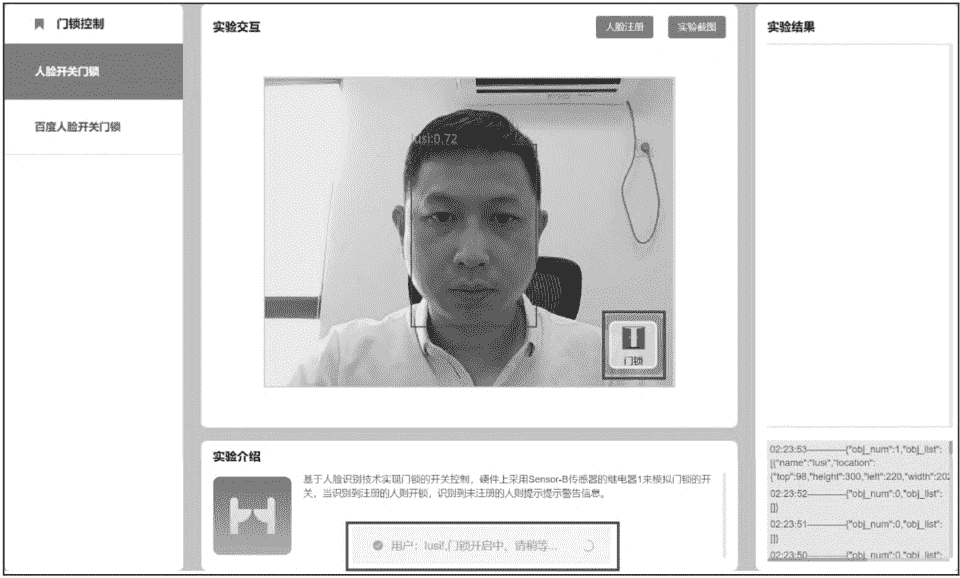 门锁控制
人脸开关门锁
百度人脸开关门锁
实验交互
人脸注册
实验截图
lusi:0.72
门锁
实验介绍
基于人脸识别技术实现门锁的开关控制，硬件上采用Sensor-B传感器的继电器1来模拟门锁的开
关，当识别到注册的人则开锁，识别到未注册的人则提示提示警告信息。
用户：lusi!,门锁开启中，请稍等...
实验结果
02:23:53————{"obj_num":1,"obj_list":
[{"name":"lusi","location":
{"top":98,"height":300,"left":220,"width":202
02:23:52————{"obj_num":0,"obj_list":
[]}
02:23:51————{"obj_num":0,"obj_list":
[]}
02:23:50————{"obj_num":0,"obj_list":